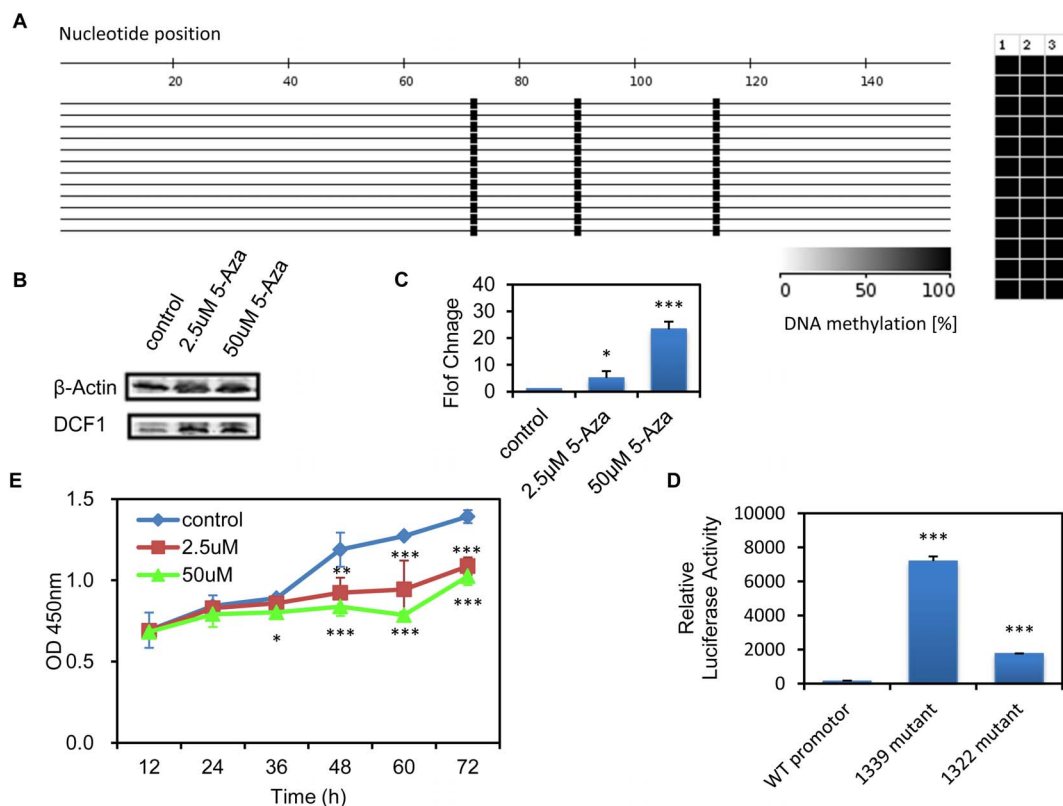 A
Nucleotide position
20 40 60 80 100 120 140
1 2 3
0 50 100
DNA methylation [%]
B
control
2.5uM 5-Aza
50uM 5-Aza
β-Actin
DCF1
C
Flof Chnage
40
30
20
10
0
*
***
control
2.5μM 5-Aza
50μM 5-Aza
E
OD 450nm
1.5
1.0
0.5
0.0
control
2.5uM
50uM
** *** ***
* *** *** ***
12 24 36 48 60 72
Time (h)
D
Relative
Luciferase Activity
10000
8000
6000
4000
2000
0
***
***
WT promotor
1339 mutant
1322 mutant